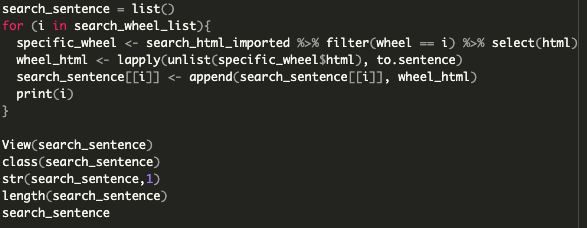 search_sentence = list()
for (i in search_wheel_list){
  specific_wheel <- search_html_imported %>% filter(wheel == i) %>% select(html)
  wheel_html <- lapply(unlist(specific_wheel$html), to.sentence)
  search_sentence[[i]] <- append(search_sentence[[i]], wheel_html)
  print(i)
}

View(search_sentence)
class(search_sentence)
str(search_sentence,1)
length(search_sentence)
search_sentence